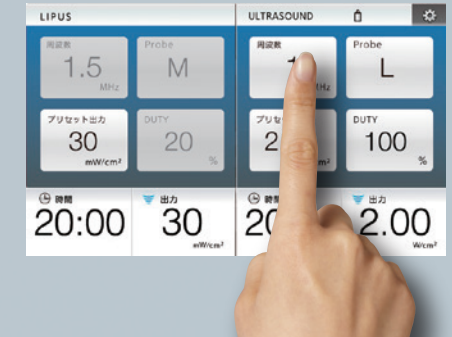 LIPUS
周波数
1.5
MHz
Probe
M
プリセット出力
30
mW/cm²
DUTY
20
%
時間
20:00
出力
30
mW/cm²
ULTRASOUND
周波数
MHz
Probe
L
DUTY
100
%
出力
2.00
W/cm²